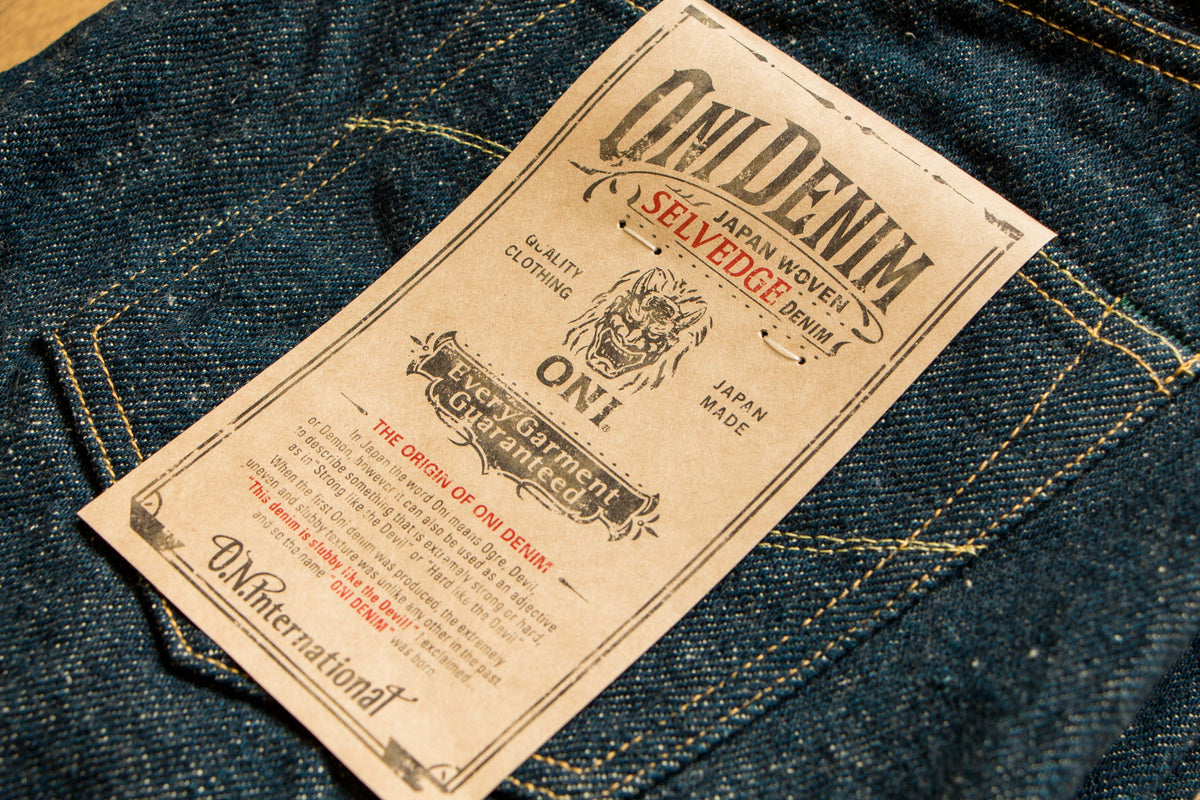 ONI DENIM
JAPAN WOVEN
SELVEDGE DENIM
QUALITY
CLOTHING
ONI®
JAPAN
MADE
Every Garment
Guaranteed
THE ORIGIN OF ONI DENIM
In Japan the word Oni means Ogre, Devil,
or Demon, however it can also be used as an adjective
to describe something that is extremely strong or hard,
as in "Strong like the Devil" or "Hard like the Devil"
When the first Oni denim was produced, the extremely
uneven and slubby texture was unlike any other in the past.
"This denim is slubby like the Devil!" I exclaimed...
and so the name "ONI DENIM" was born.
O.N.International